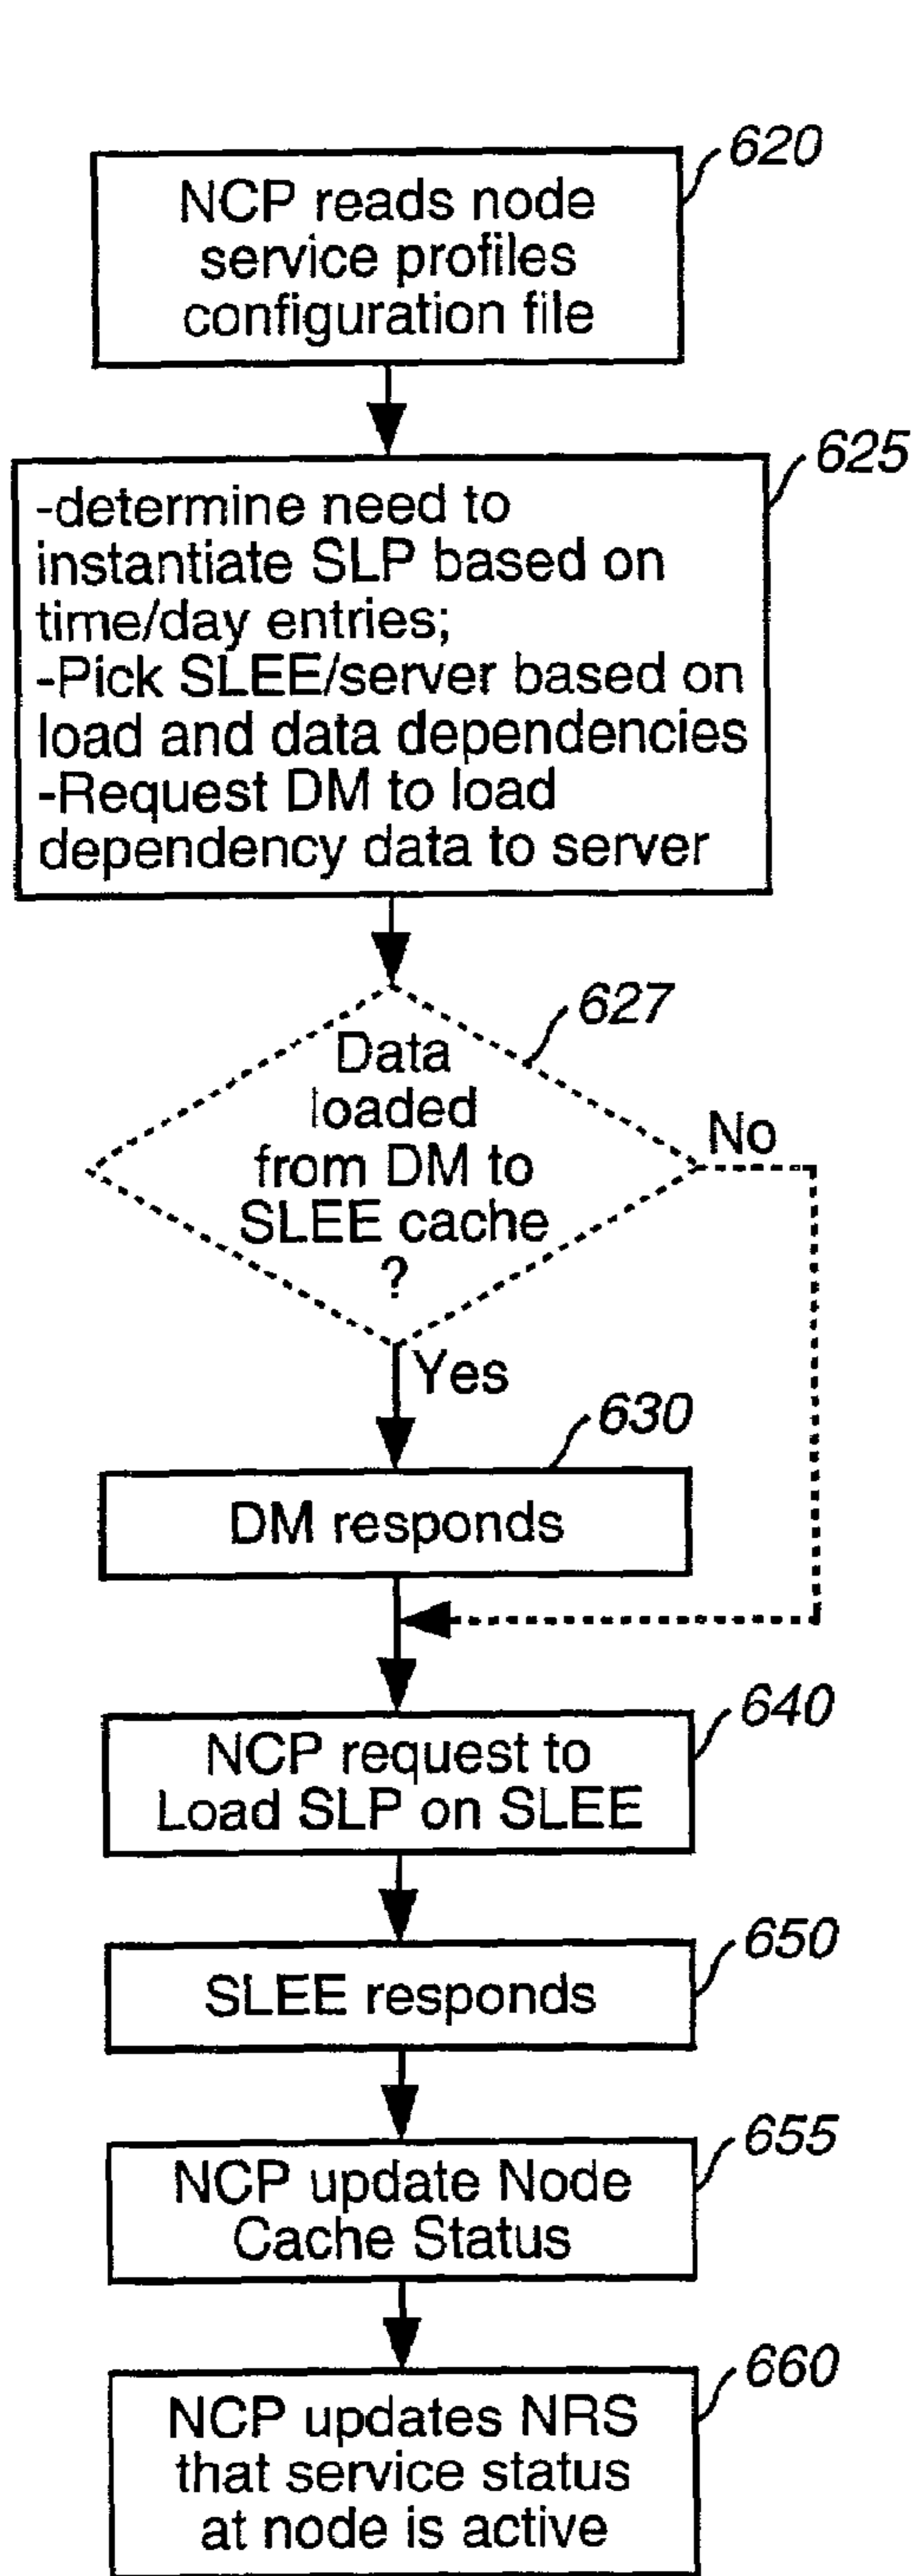 620
NCP reads node
service profiles
configuration file
625
-determine need to
instantiate SLP based on
time/day entries;
-Pick SLEE/server based on
load and data dependencies
-Request DM to load
dependency data to server
627
Data
loaded
from DM to
SLEE cache
?
No
Yes
630
DM responds
640
NCP request to
Load SLP on SLEE
650
SLEE responds
655
NCP update Node
Cache Status
660
NCP updates NRS
that service status
at node is active